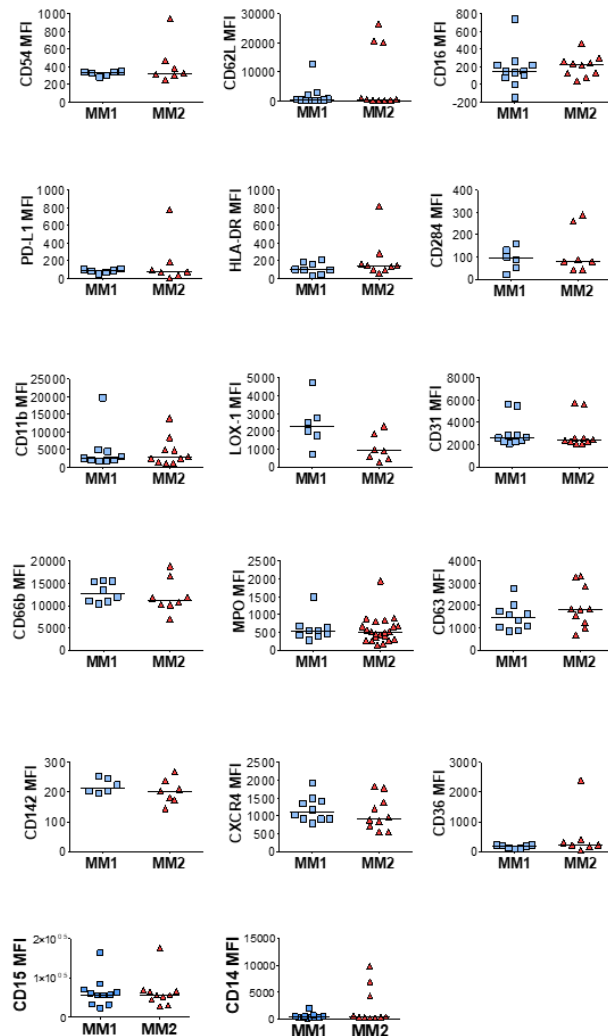 CD54 MFI
1000
800
600
400
200
0
MM1 MM2
CD62L MFI
30000
20000
10000
0
MM1 MM2
CD16 MFI
800
600
400
200
0
-200
MM1 MM2
PD-L1 MFI
1000
800
600
400
200
0
MM1 MM2
HLA-DR MFI
1000
800
600
400
200
0
MM1 MM2
CD284 MFI
400
300
200
100
0
MM1 MM2
CD11b MFI
25000
20000
15000
10000
5000
0
MM1 MM2
LOX-1 MFI
5000
4000
3000
2000
1000
0
MM1 MM2
CD31 MFI
8000
6000
4000
2000
0
MM1 MM2
CD66b MFI
20000
15000
10000
5000
0
MM1 MM2
MPO MFI
2500
2000
1500
1000
500
0
MM1 MM2
CD63 MFI
4000
3000
2000
1000
0
MM1 MM2
CD142 MFI
300
200
100
0
MM1 MM2
CXCR4 MFI
2500
2000
1500
1000
500
0
MM1 MM2
CD36 MFI
3000
2000
1000
0
MM1 MM2
CD15 MFI
2×10⁰⁵
1×10⁰⁵
0
MM1 MM2
CD14 MFI
15000
10000
5000
0
MM1 MM2